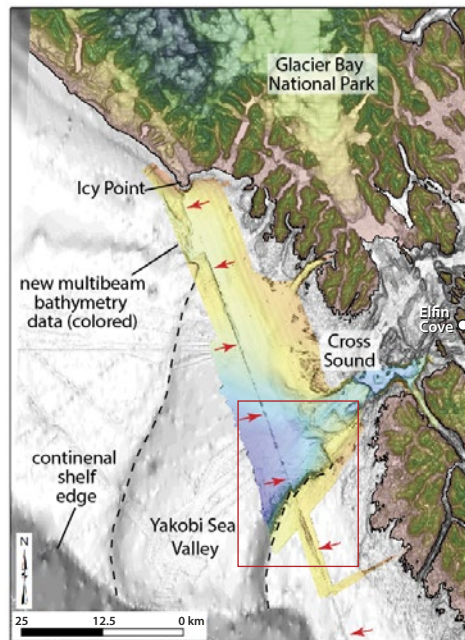 Glacier Bay
National Park
Icy Point
new multibeam
bathymetry
data (colored)
Elfin
Cove
Cross
Sound
continenal
shelf
edge
Yakobi Sea
Valley
N
25 12.5 0 km